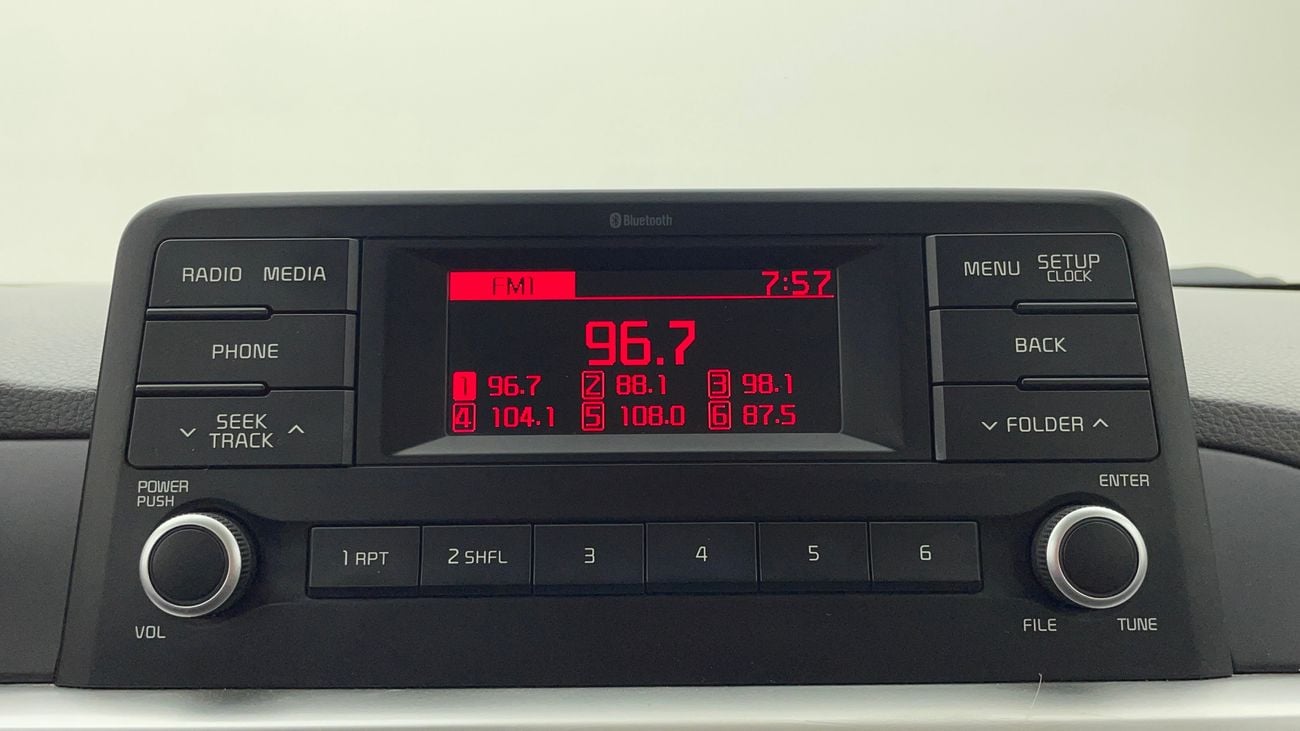 Bluetooth
RADIO MEDIA
PHONE
SEEK
TRACK
FM1 7:57
96.7
1 96.7 2 88.1 3 98.1
4 104.1 5 108.0 6 87.5
MENU SETUP
CLOCK
BACK
FOLDER
POWER
PUSH
VOL
1 RPT 2 SHFL 3 4 5 6
ENTER
FILE TUNE